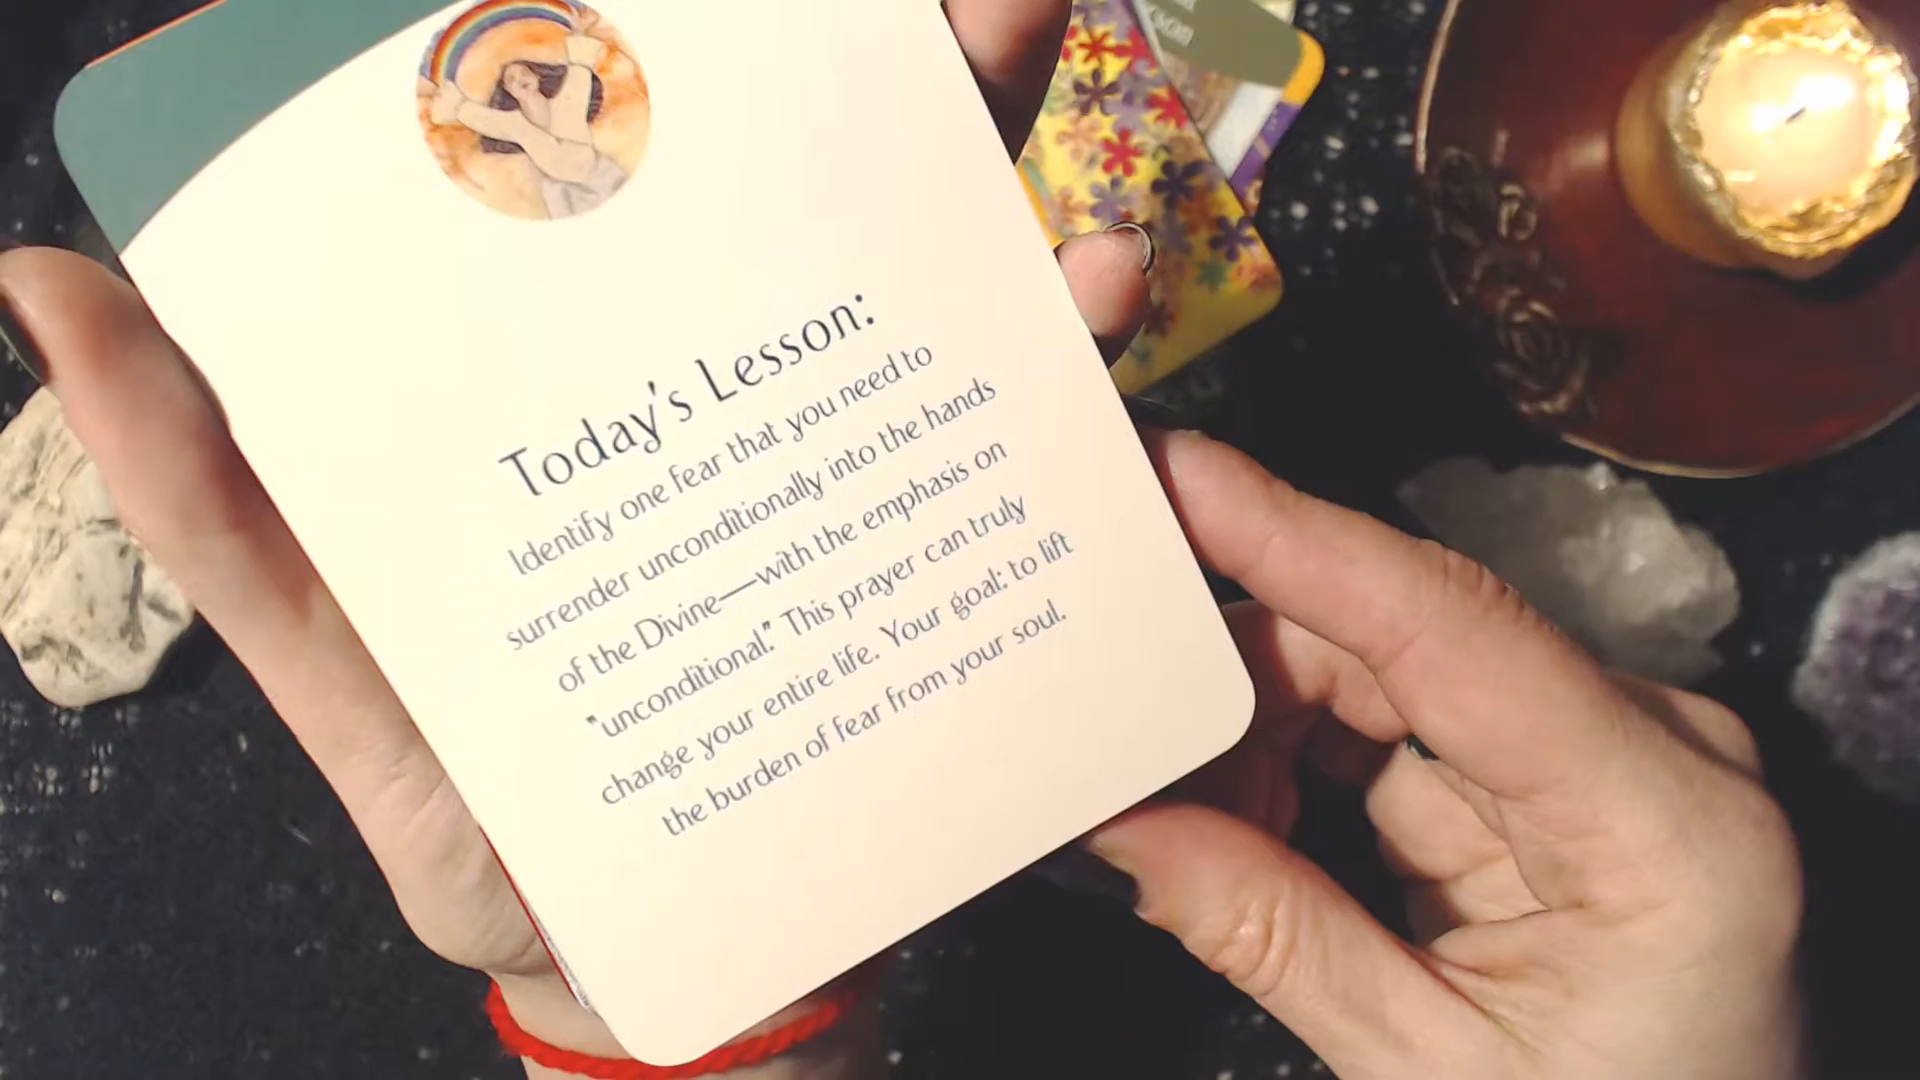 Today's Lesson:
Identify one fear that you need to
surrender unconditionally into the hands
of the Divine—with the emphasis on
"unconditional." This prayer can truly
change your entire life. Your goal: to lift
the burden of fear from your soul.